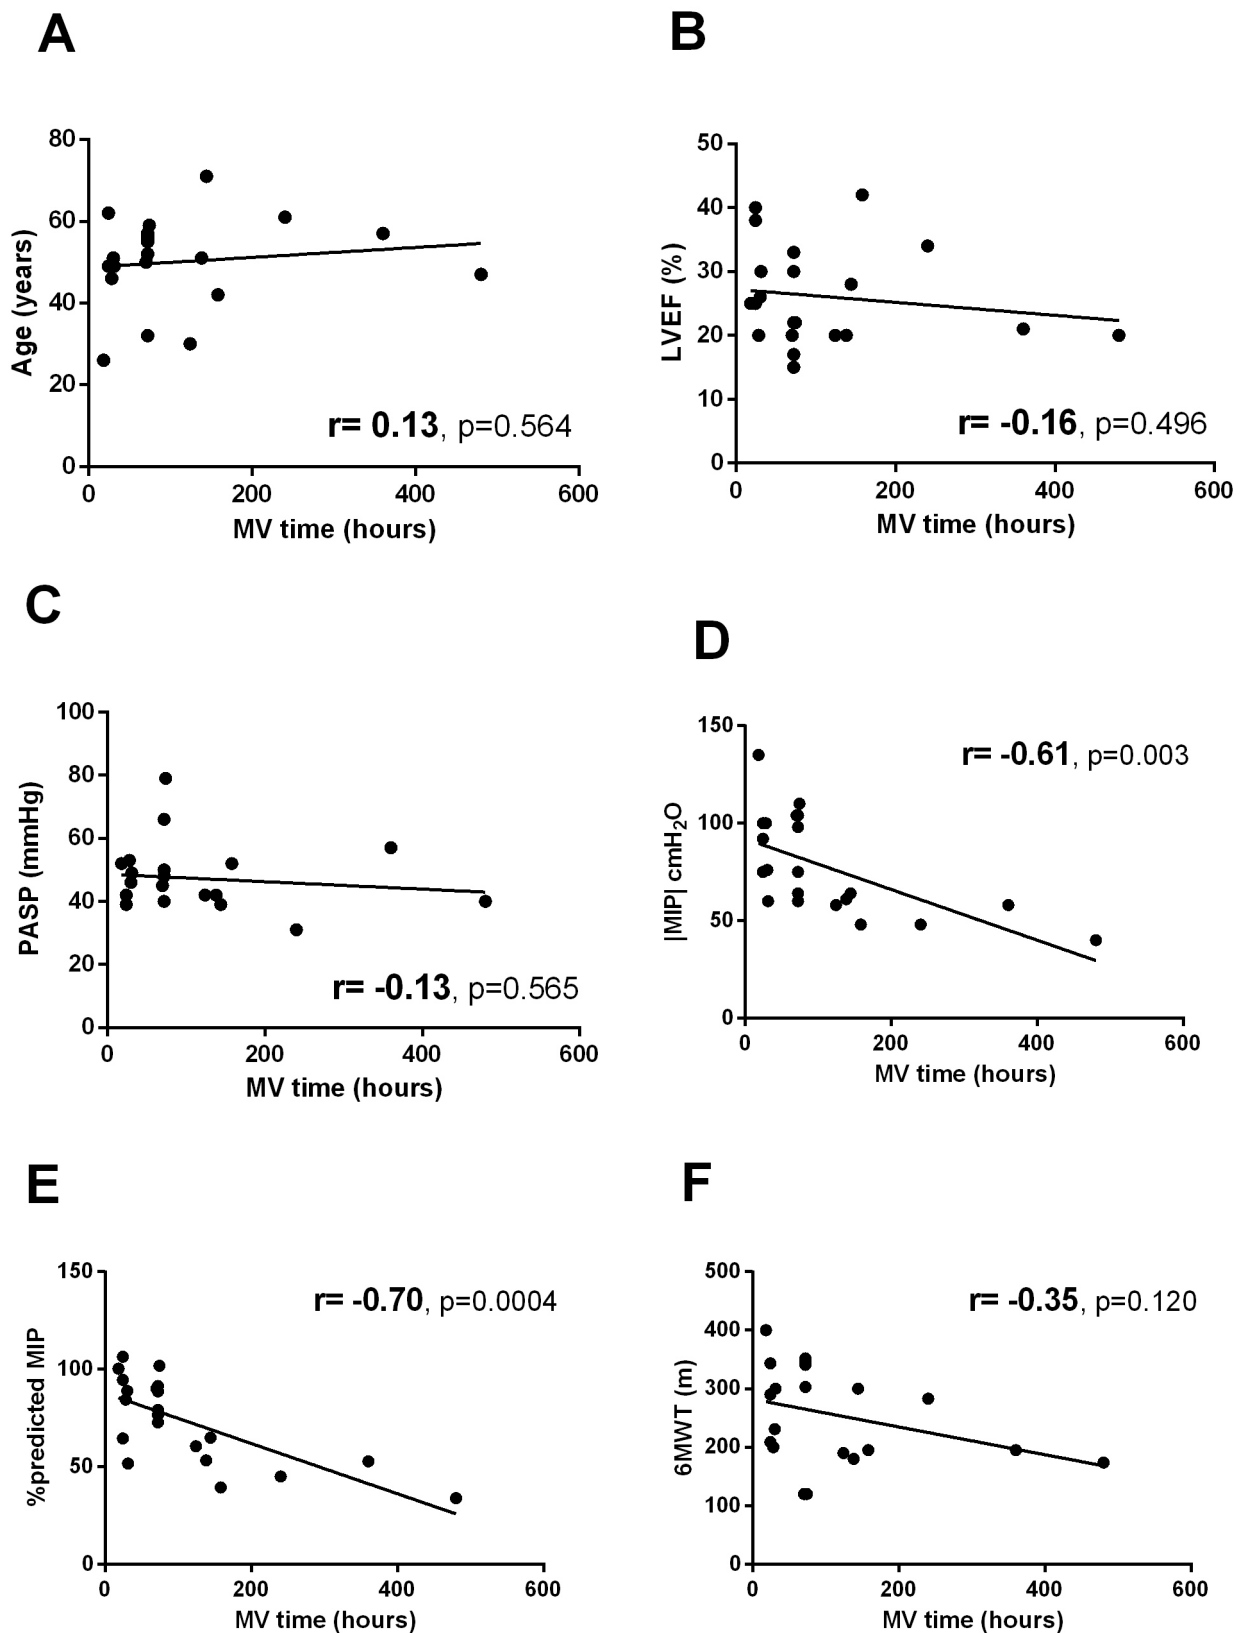 A
80
60
40
20
0
Age (years)
r= 0.13, p=0.564
0 200 400 600
MV time (hours)
B
50
40
30
20
10
0
LVEF (%)
r= -0.16, p=0.496
0 200 400 600
MV time (hours)
C
100
80
60
40
20
0
PASP (mmHg)
r= -0.13, p=0.565
0 200 400 600
MV time (hours)
D
150
100
50
0
|MIP| cmH₂O
r= -0.61, p=0.003
0 200 400 600
MV time (hours)
E
150
100
50
0
%predicted MIP
r= -0.70, p=0.0004
0 200 400 600
MV time (hours)
F
500
400
300
200
100
0
6MWT (m)
r= -0.35, p=0.120
0 200 400 600
MV time (hours)